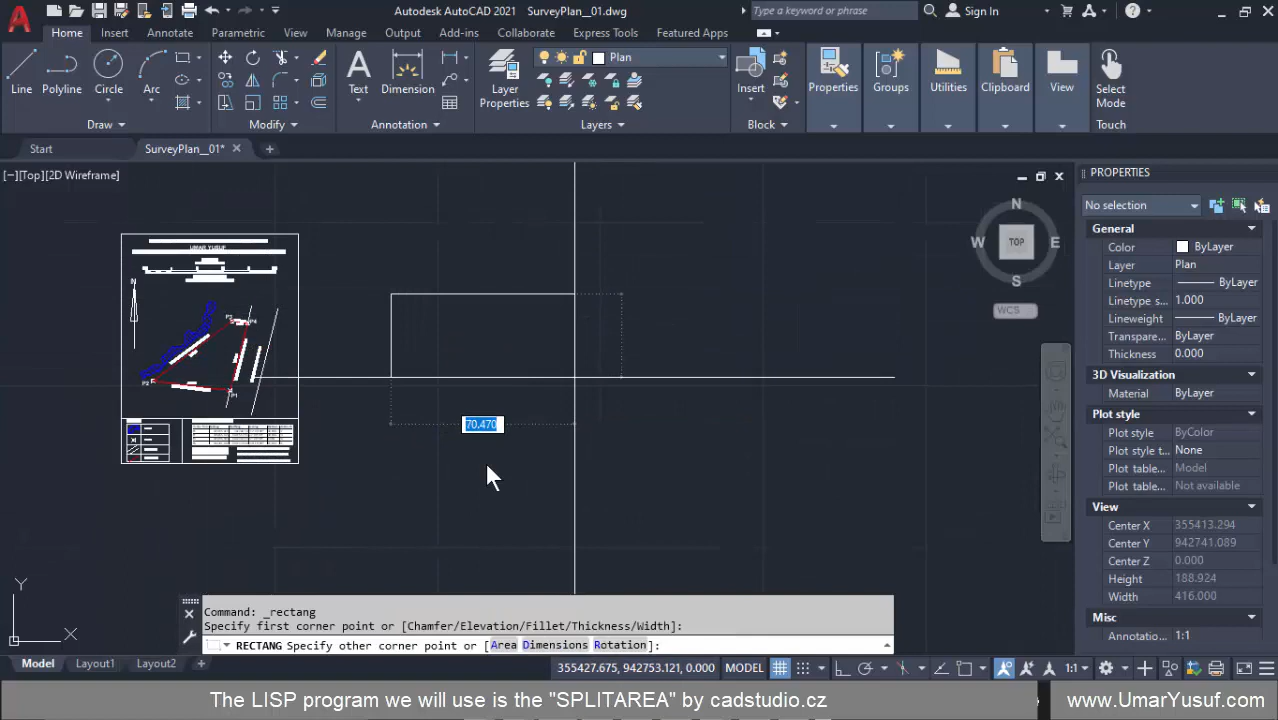 Autodesk AutoCAD 2021 SurveyPlan__01.dwg
Type a keyword or phrase
Sign In
Home Insert Annotate Parametric View Manage Output Add-ins Collaborate Express Tools Featured Apps
Plan
Line Polyline Circle Arc
Text Dimension
Layer
Properties
Insert
Properties Groups Utilities Clipboard View
Select
Mode
Draw Modify Annotation Layers Block Touch
Start SurveyPlan__01*
[−][Top][2D Wireframe]
PROPERTIES
No selection
General
Color ByLayer
Layer Plan
Linetype ByLayer
Linetype s... 1.000
Lineweight ByLayer
Transpare... ByLayer
Thickness 0.000
3D Visualization
Material ByLayer
Plot style
Plot style ByColor
Plot style t... None
Plot table... Model
Plot table... Not available
View
Center X 355413.294
Center Y 942741.089
Center Z 0.000
Height 188.924
Width 416.000
Misc
Annotatio... 1:1
N
W TOP E
S
WCS
UMAR YUSUF
N
P3
P4
P2
P1
70.470
Y
X
Command: _rectang
Specify first corner point or [Chamfer/Elevation/Fillet/Thickness/Width]:
RECTANG Specify other corner point or [Area Dimensions Rotation]:
Model Layout1 Layout2
355427.675, 942753.121, 0.000 MODEL 1:1
The LISP program we will use is the "SPLITAREA" by cadstudio.cz
www.UmarYusuf.com